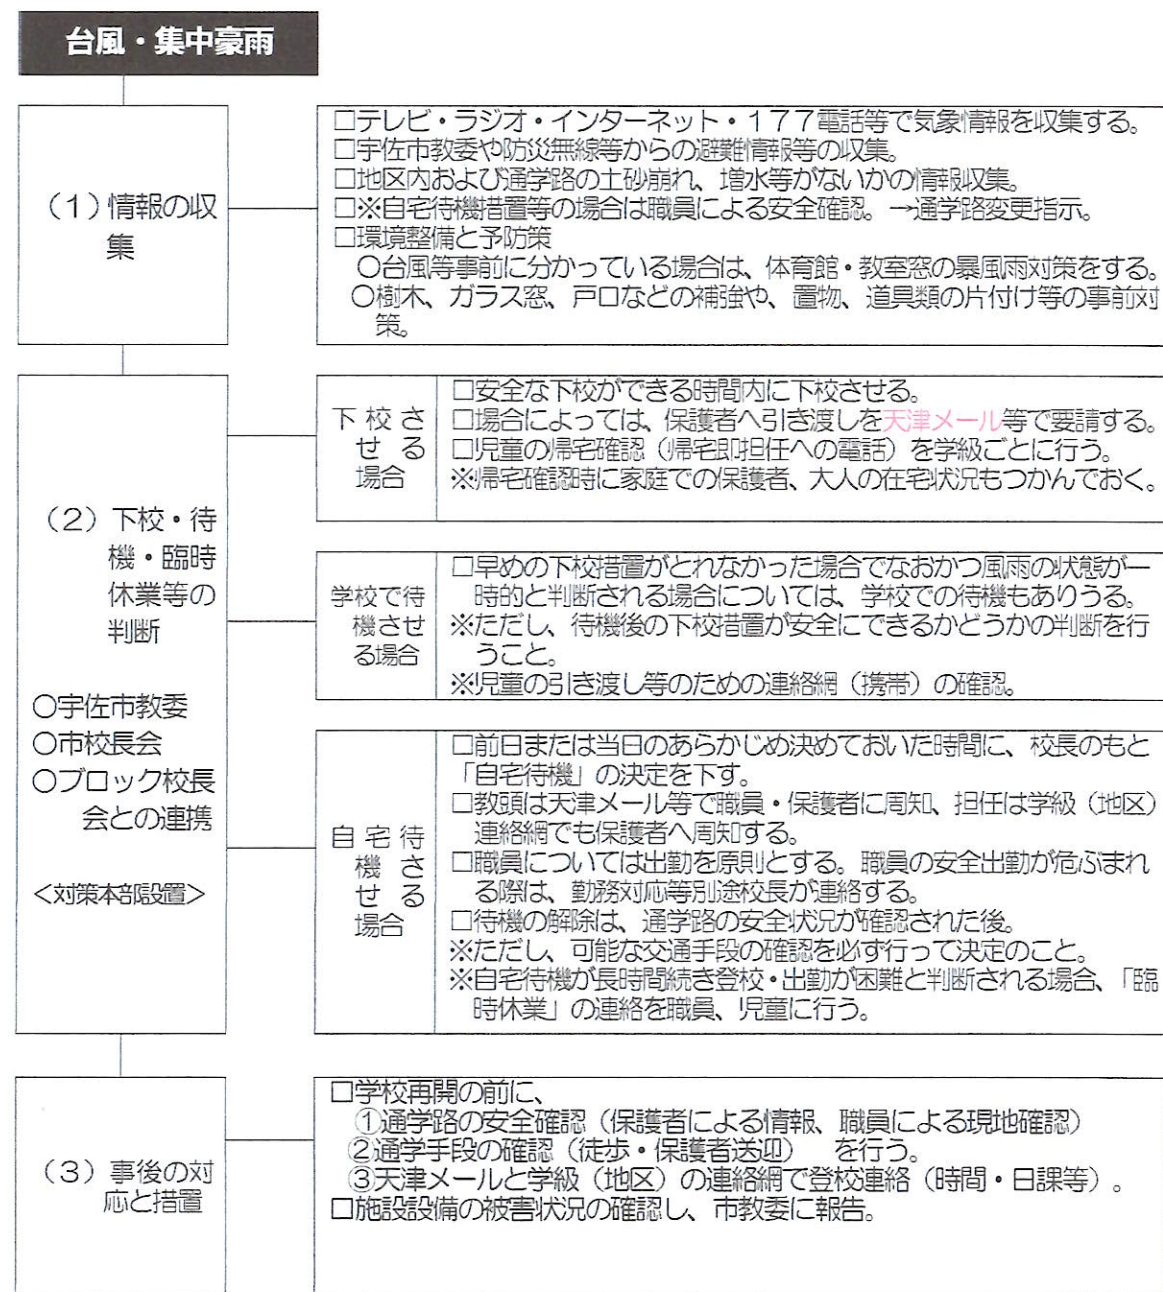 台風・集中豪雨
(1)情報の収
集
□テレビ・ラジオ・インターネット・177電話等で気象情報を収集する。
□宇佐市教委や防災無線等からの避難情報等の収集。
□地区内および通学路の土砂崩れ、増水等がないかの情報収集。
□※自宅待機措置等の場合は職員による安全確認。→通学路変更指示。
□環境整備と予防策
○台風等事前に分かっている場合は、体育館・教室窓の暴風雨対策をする。
○樹木、ガラス窓、戸口などの補強や、置物、道具類の片付け等の事前対
策。
(2)下校・待
機・臨時
休業等の
判断
○宇佐市教委
○市校長会
○ブロック校長
会との連携
<対策本部設置>
下校さ
せる
場合
□安全な下校ができる時間内に下校させる。
□場合によっては、保護者へ引き渡しを天津メール等で要請する。
□児童の帰宅確認(帰宅即担任への電話)を学級ごとに行う。
※帰宅確認時に家庭での保護者、大人の在宅状況もつかんでおく。
学校で待
機させ
る場合
□早めの下校措置がとれなかった場合でなおかつ風雨の状態が一
時的と判断される場合については、学校での待機もありうる。
※ただし、待機後の下校措置が安全にできるかどうかの判断を行
うこと。
※児童の引き渡し等のための連絡網(携帯)の確認。
自宅待
機さ
せる
場合
□前日または当日のあらかじめ決めておいた時間に、校長のもと
「自宅待機」の決定を下す。
□教頭は天津メール等で職員・保護者に周知、担任は学級(地区)
連絡網でも保護者へ周知する。
□職員については出勤を原則とする。職員の安全出勤が危ぶまれ
る際は、勤務対応等別途校長が連絡する。
□待機の解除は、通学路の安全状況が確認された後。
※ただし、可能な交通手段の確認を必ず行って決定のこと。
※自宅待機が長時間続き登校・出勤が困難と判断される場合、「臨
時休業」の連絡を職員、児童に行う。
(3)事後の対
応と措置
□学校再開の前に、
①通学路の安全確認(保護者による情報、職員による現地確認)
②通学手段の確認(徒歩・保護者送迎) を行う。
③天津メールと学級(地区)の連絡網で登校連絡(時間・日課等)。
□施設設備の被害状況の確認し、市教委に報告。